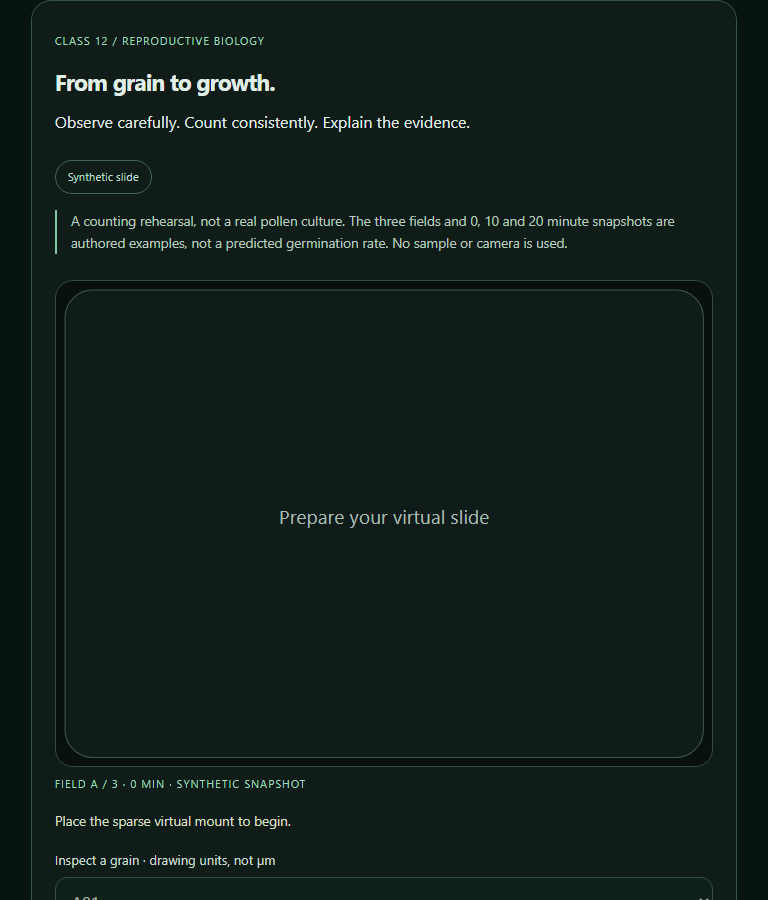 CLASS 12 / REPRODUCTIVE BIOLOGY
From grain to growth.
Observe carefully. Count consistently. Explain the evidence.
Synthetic slide
A counting rehearsal, not a real pollen culture. The three fields and 0, 10 and 20 minute snapshots are
authored examples, not a predicted germination rate. No sample or camera is used.
Prepare your virtual slide
FIELD A / 3 · 0 MIN · SYNTHETIC SNAPSHOT
Place the sparse virtual mount to begin.
Inspect a grain · drawing units, not µm